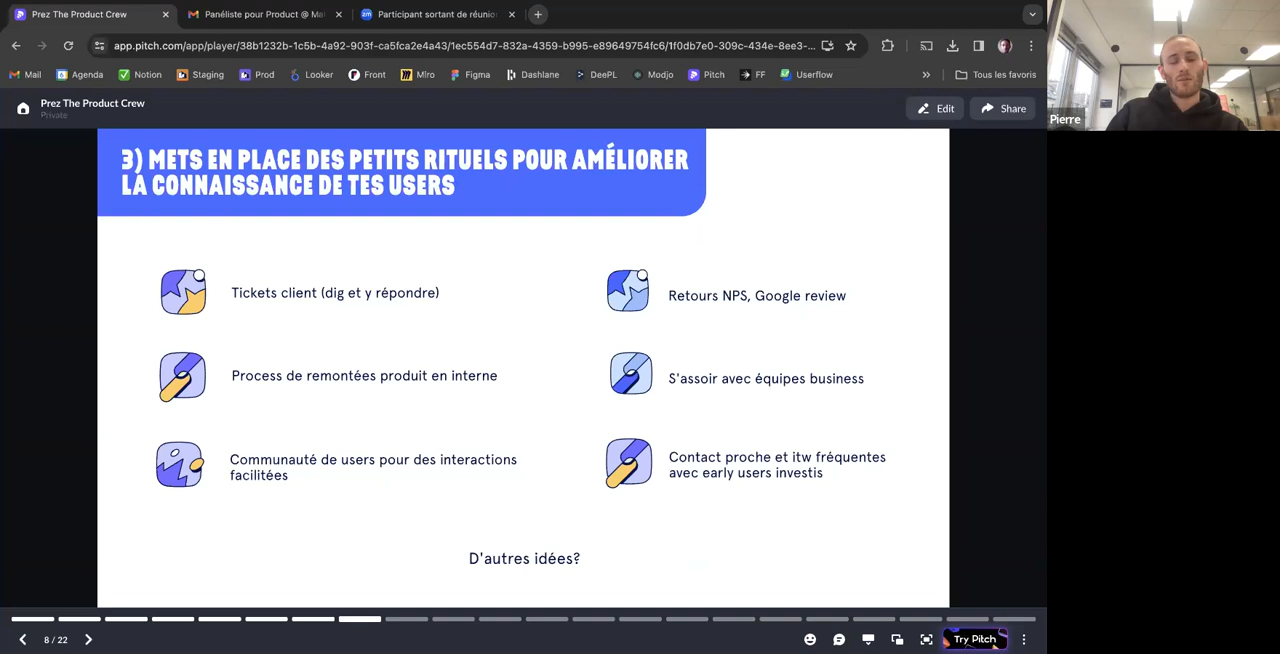 Prez The Product Crew
Panéliste pour Product @ Ma
Participant sortant de réunio
app.pitch.com/app/player/38b1232b-1c5b-4a92-903f-ca5fca2e4a43/1ec554d7-832a-4359-b995-e89649754fc6/1f0db7e0-309c-434e-8ee3-...
Mail
Agenda
Notion
Staging
Prod
Looker
Front
Miro
Figma
Dashlane
DeepL
Modjo
Pitch
FF
Userflow
Tous les favoris
Prez The Product Crew
Private
Edit
Share
Pierre
3) METS EN PLACE DES PETITS RITUELS POUR AMÉLIORER
LA CONNAISSANCE DE TES USERS
Tickets client (dig et y répondre)
Retours NPS, Google review
Process de remontées produit en interne
S'assoir avec équipes business
Communauté de users pour des interactions
facilitées
Contact proche et itw fréquentes
avec early users investis
D'autres idées?
8 / 22
Try Pitch